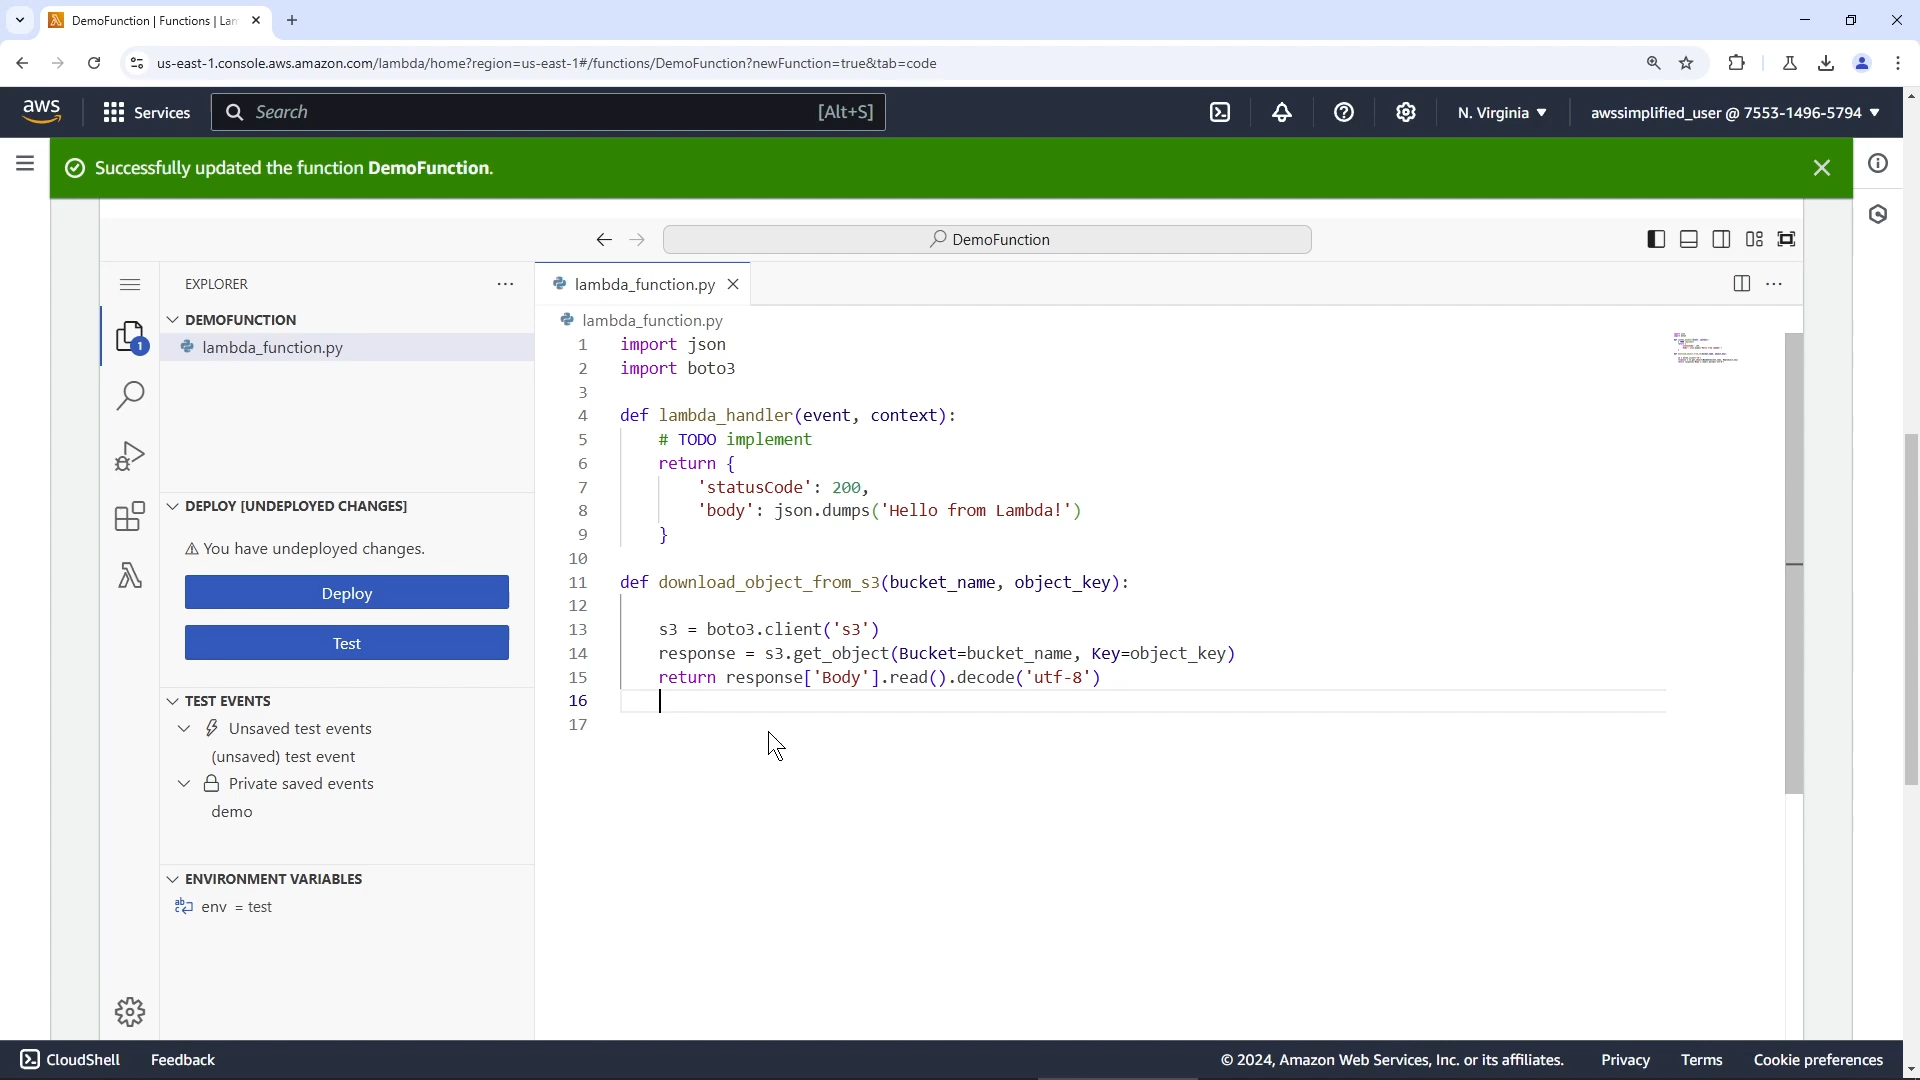 DemoFunction | Functions | Lam
us-east-1.console.aws.amazon.com/lambda/home?region=us-east-1#/functions/DemoFunction?newFunction=true&tab=code
aws
Services
Search
[Alt+S]
N. Virginia
awssimplified_user @ 7553-1496-5794
Successfully updated the function DemoFunction.
DemoFunction
EXPLORER
lambda_function.py
DEMOFUNCTION
lambda_function.py
1
lambda_function.py
1 import json
2 import boto3
3
4 def lambda_handler(event, context):
5 # TODO implement
6 return {
7 'statusCode': 200,
8 'body': json.dumps('Hello from Lambda!')
9 }
10
11 def download_object_from_s3(bucket_name, object_key):
12
13 s3 = boto3.client('s3')
14 response = s3.get_object(Bucket=bucket_name, Key=object_key)
15 return response['Body'].read().decode('utf-8')
16
17
DEPLOY [UNDEPLOYED CHANGES]
You have undeployed changes.
Deploy
Test
TEST EVENTS
Unsaved test events
(unsaved) test event
Private saved events
demo
ENVIRONMENT VARIABLES
env = test
CloudShell
Feedback
© 2024, Amazon Web Services, Inc. or its affiliates.
Privacy
Terms
Cookie preferences